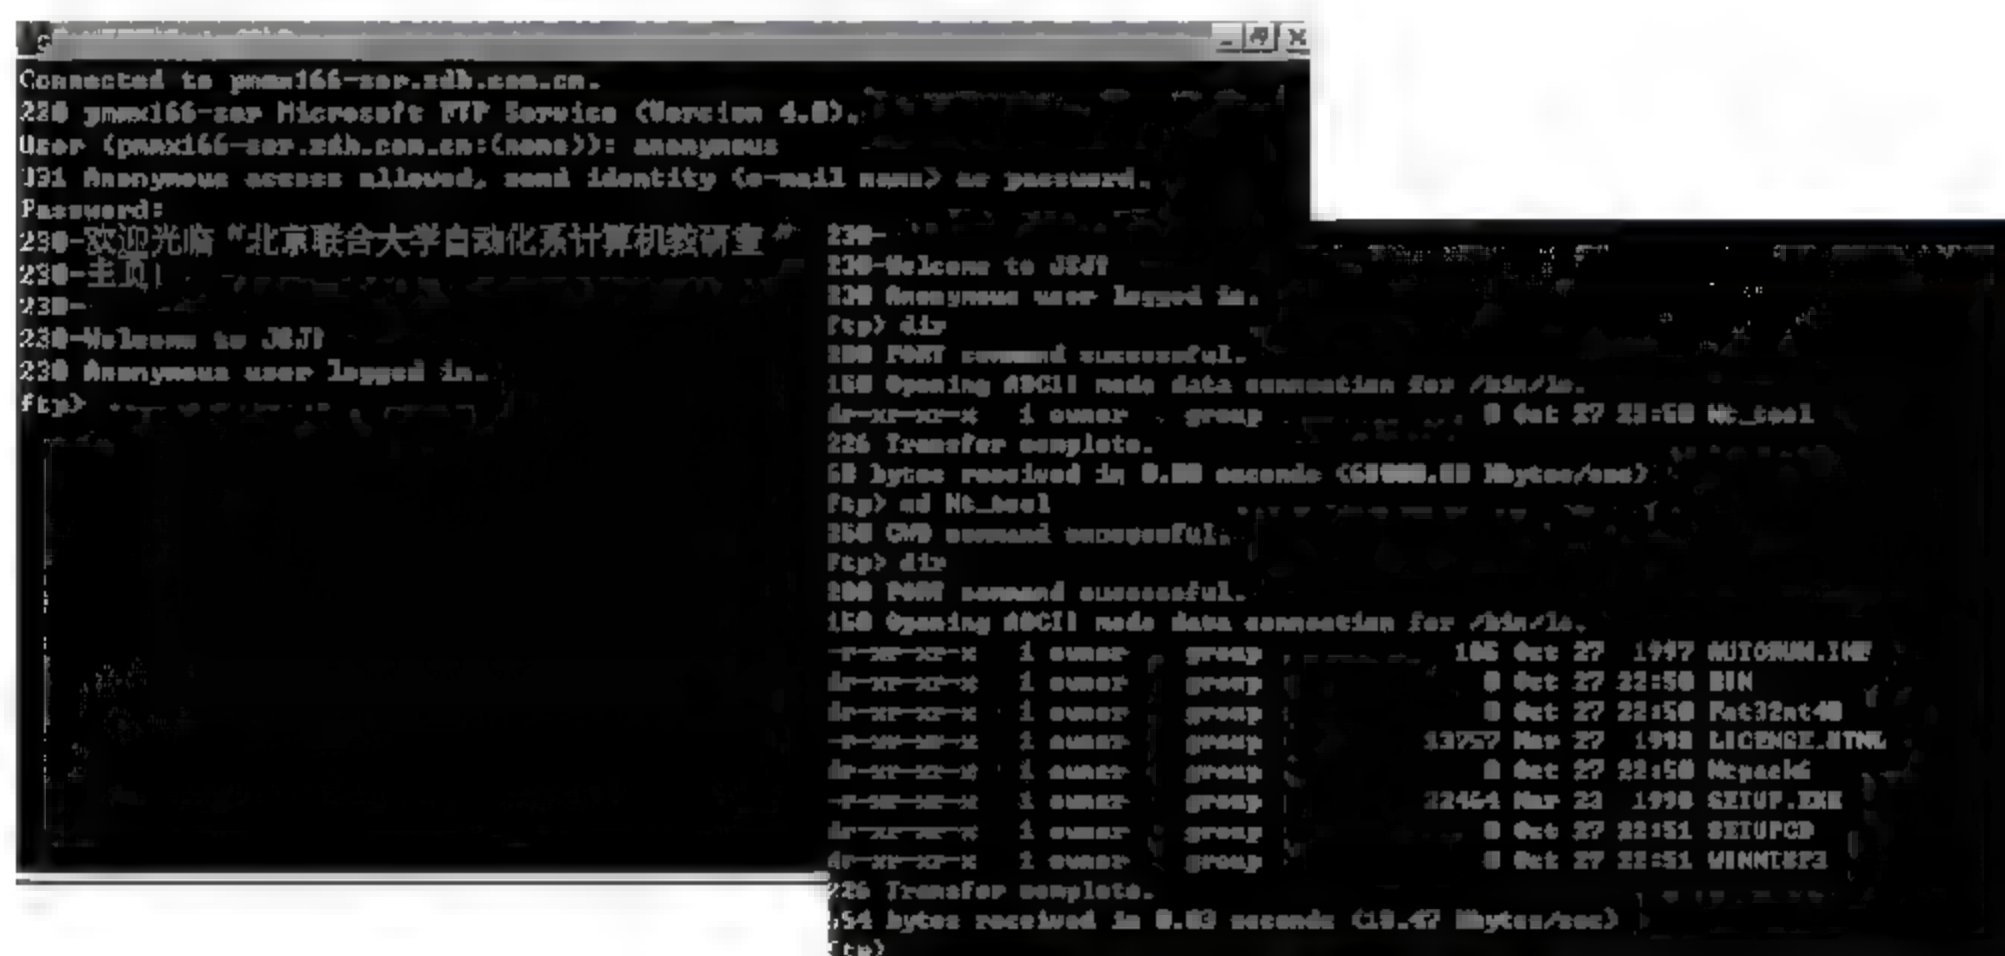 Connected to pmmx166-ser.zdh.com.cn.
220 pmmx166-ser Microsoft FTP Service (Version 4.0).
User (pmmx166-ser.zdh.com.cn:(none)): anonymous
331 Anonymous access allowed, send identity (e-mail name) as password.
Password:
230-欢迎光临“北京联合大学自动化系计算机教研室”
230-主页!
230-
230-Welcome to JSJ!
230 Anonymous user logged in.
ftp>
230-
230-Welcome to JSJ!
230 Anonymous user logged in.
ftp> dir
200 PORT command successful.
150 Opening ASCII mode data connection for /bin/ls.
dr-xr-xr-x 1 owner group 0 Oct 27 22:50 Nt_tool
226 Transfer complete.
68 bytes received in 0.00 seconds (68000.00 Kbytes/sec)
ftp> cd Nt_tool
250 CWD command successful.
ftp> dir
200 PORT command successful.
150 Opening ASCII mode data connection for /bin/ls.
-r-xr-xr-x 1 owner group Oct 27 1997 AUTORUN.INF
dr-xr-xr-x 1 owner group 0 Oct 27 22:50 BIN
dr-xr-xr-x 1 owner group 0 Oct 27 22:50 Fat32nt40
-r-xr-xr-x 1 owner group 13757 Mar 27 1998 LICENSE.HTML
dr-xr-xr-x 1 owner group 0 Oct 27 22:50 Ntpack6
-r-xr-xr-x 1 owner group 22464 Mar 23 1998 SETUP.EXE
dr-xr-xr-x 1 owner group 0 Oct 27 22:51 SETUPCD
dr-xr-xr-x 1 owner group 0 Oct 27 22:51 WINNTSP3
226 Transfer complete.
554 bytes received in 0.03 seconds (18.47 Kbytes/sec)
ftp>